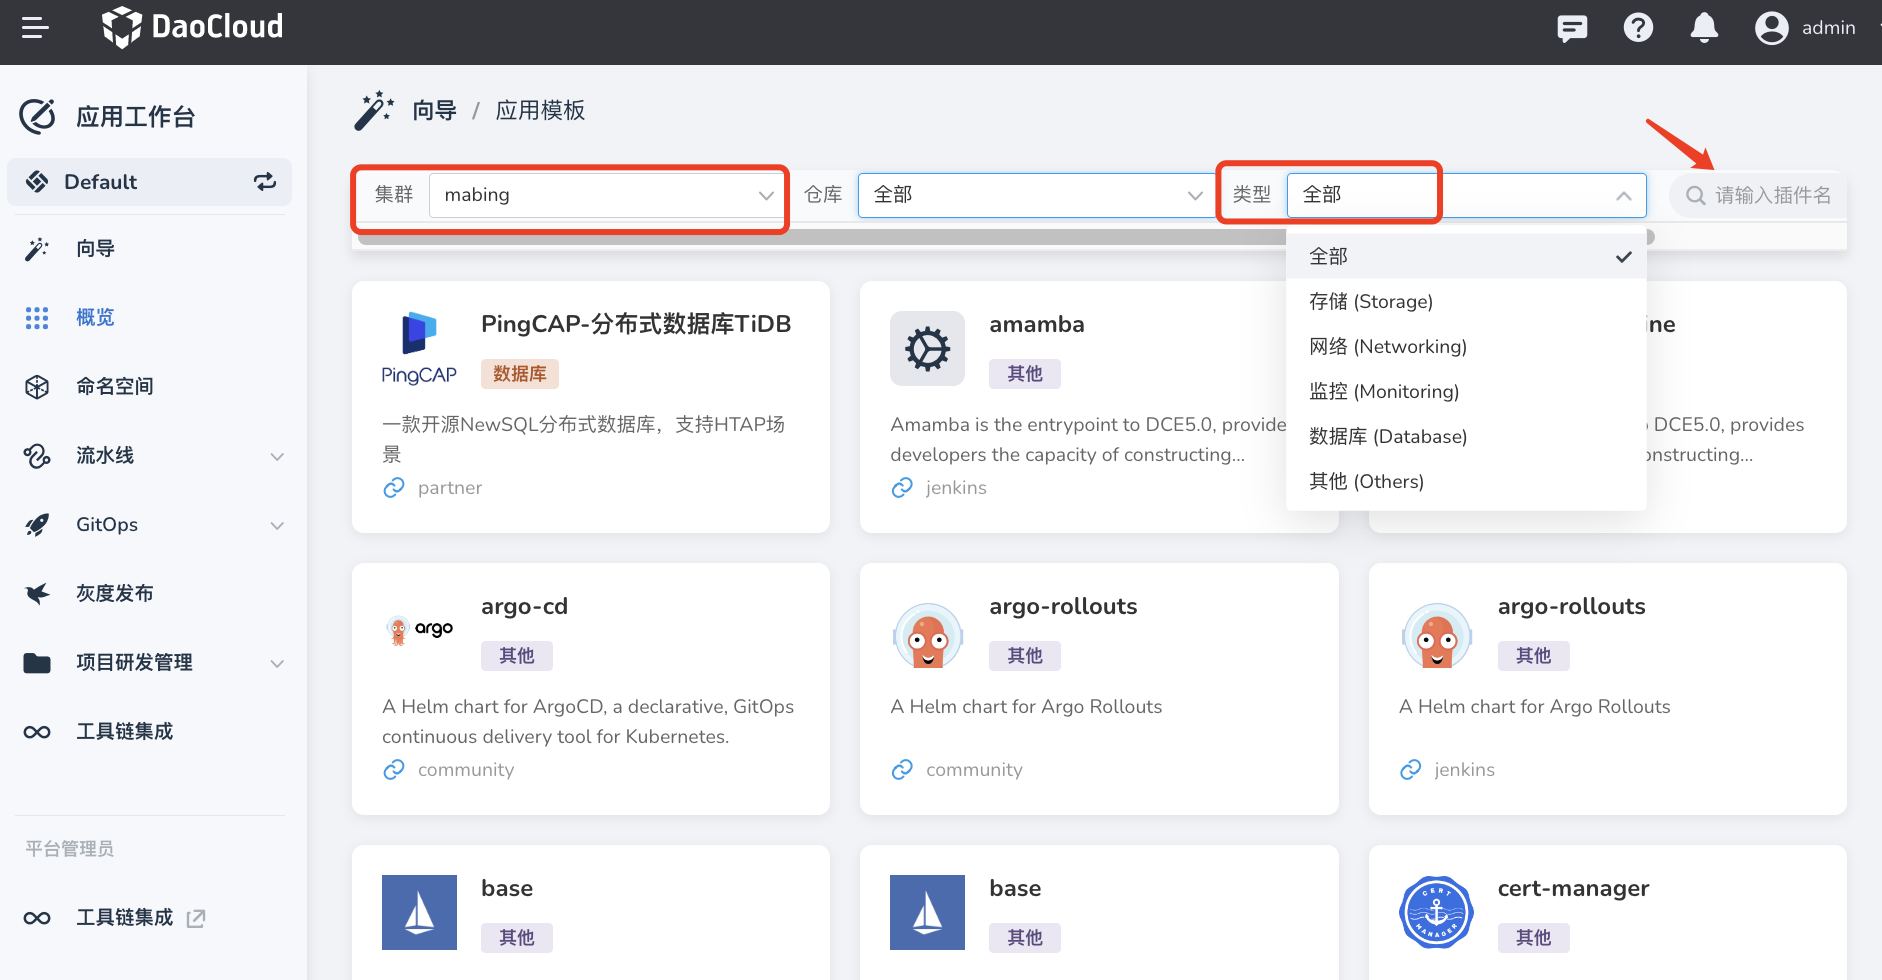 DaoCloud
admin
应用工作台
Default
向导
概览
命名空间
流水线
GitOps
灰度发布
项目研发管理
工具链集成
平台管理员
工具链集成
向导 / 应用模板
集群 mabing 仓库 全部 类型 全部 请输入插件名
全部
存储 (Storage)
网络 (Networking)
监控 (Monitoring)
数据库 (Database)
其他 (Others)
PingCAP
PingCAP-分布式数据库TiDB
数据库
一款开源NewSQL分布式数据库，支持HTAP场
景
partner
amamba
其他
Amamba is the entrypoint to DCE5.0, provide
developers the capacity of constructing...
jenkins
ine
DCE5.0, provides
onstructing...
argo
argo-cd
其他
A Helm chart for ArgoCD, a declarative, GitOps
continuous delivery tool for Kubernetes.
community
argo-rollouts
其他
A Helm chart for Argo Rollouts
community
argo-rollouts
其他
A Helm chart for Argo Rollouts
jenkins
base
其他
base
其他
CERT
MANAGER
cert-manager
其他